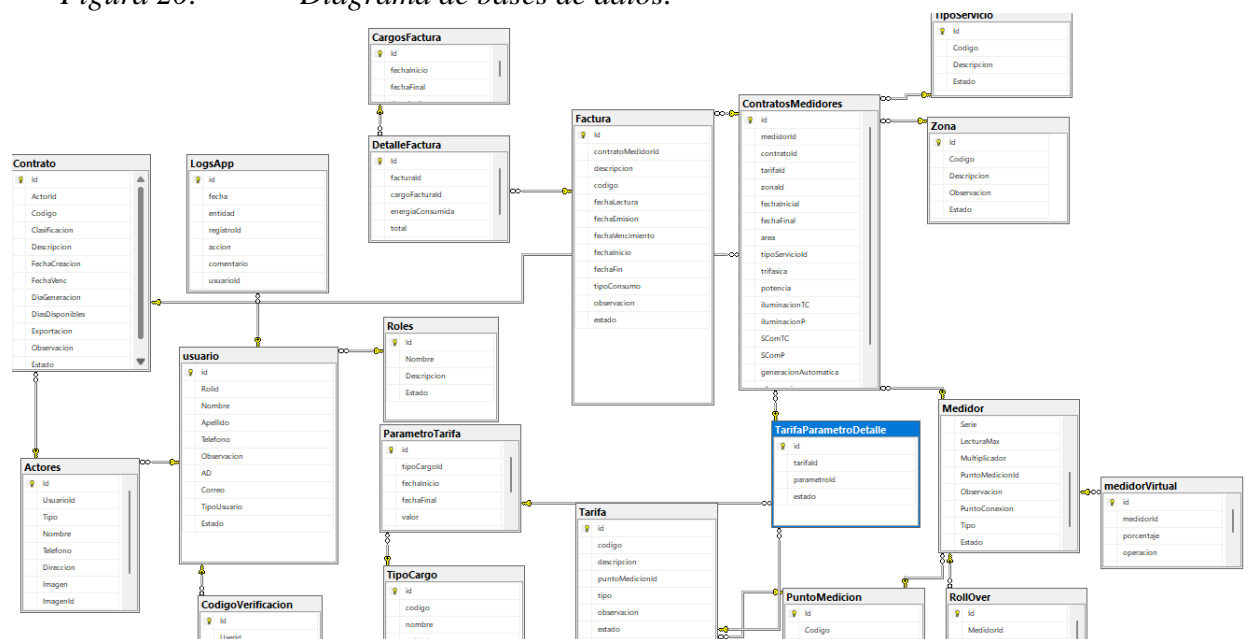 Figura 20. Diagrama de bases de datos.
CargosFactura
Id
fechaInicio
fechaFinal
TipoServicio
Id
Codigo
Descripcion
Estado
ContratosMedidores
id
medidorId
contratoId
tarifaId
zonaId
fechaInicial
fechaFinal
area
tipoServicioId
trifasica
potencia
iluminacionTC
iluminacionP
SComTC
SComP
generacionAutomatica
Factura
Id
contratoMedidorId
descripcion
codigo
fechaLectura
fechaEmision
fechaVencimiento
fechaInicio
fechaFin
tipoConsumo
observacion
estado
Zona
Id
Codigo
Descripcion
Observacion
Estado
DetalleFactura
Id
facturaId
cargoFacturaId
energiaConsumida
total
Contrato
Id
ActorId
Codigo
Clasificacion
Descripcion
FechaCreacion
FechaVenc
DiaGeneracion
DiasDisponibles
Exportacion
Observacion
Estado
LogsApp
id
fecha
entidad
registroId
accion
comentario
usuarioId
Roles
Id
Nombre
Descripcion
Estado
usuario
id
Rolid
Nombre
Apellido
Telefono
Observacion
AD
Correo
TipoUsuario
Estado
Medidor
Serie
LecturaMax
Multiplicador
PuntoMedicionId
Observacion
PuntoConexion
Tipo
Estado
TarifaParametroDetalle
id
tarifaId
parametroId
estado
ParametroTarifa
id
tipoCargoId
fechaInicio
fechaFinal
valor
Actores
Id
UsuarioId
Tipo
Nombre
Telefono
Direccion
Imagen
ImagenId
medidorVirtual
id
medidorId
porcentaje
operacion
Tarifa
id
codigo
descripcion
puntoMedicionId
tipo
observacion
estado
TipoCargo
id
codigo
nombre
PuntoMedicion
Id
Codigo
RollOver
Id
MedidorId
CodigoVerificacion
Id
UserId